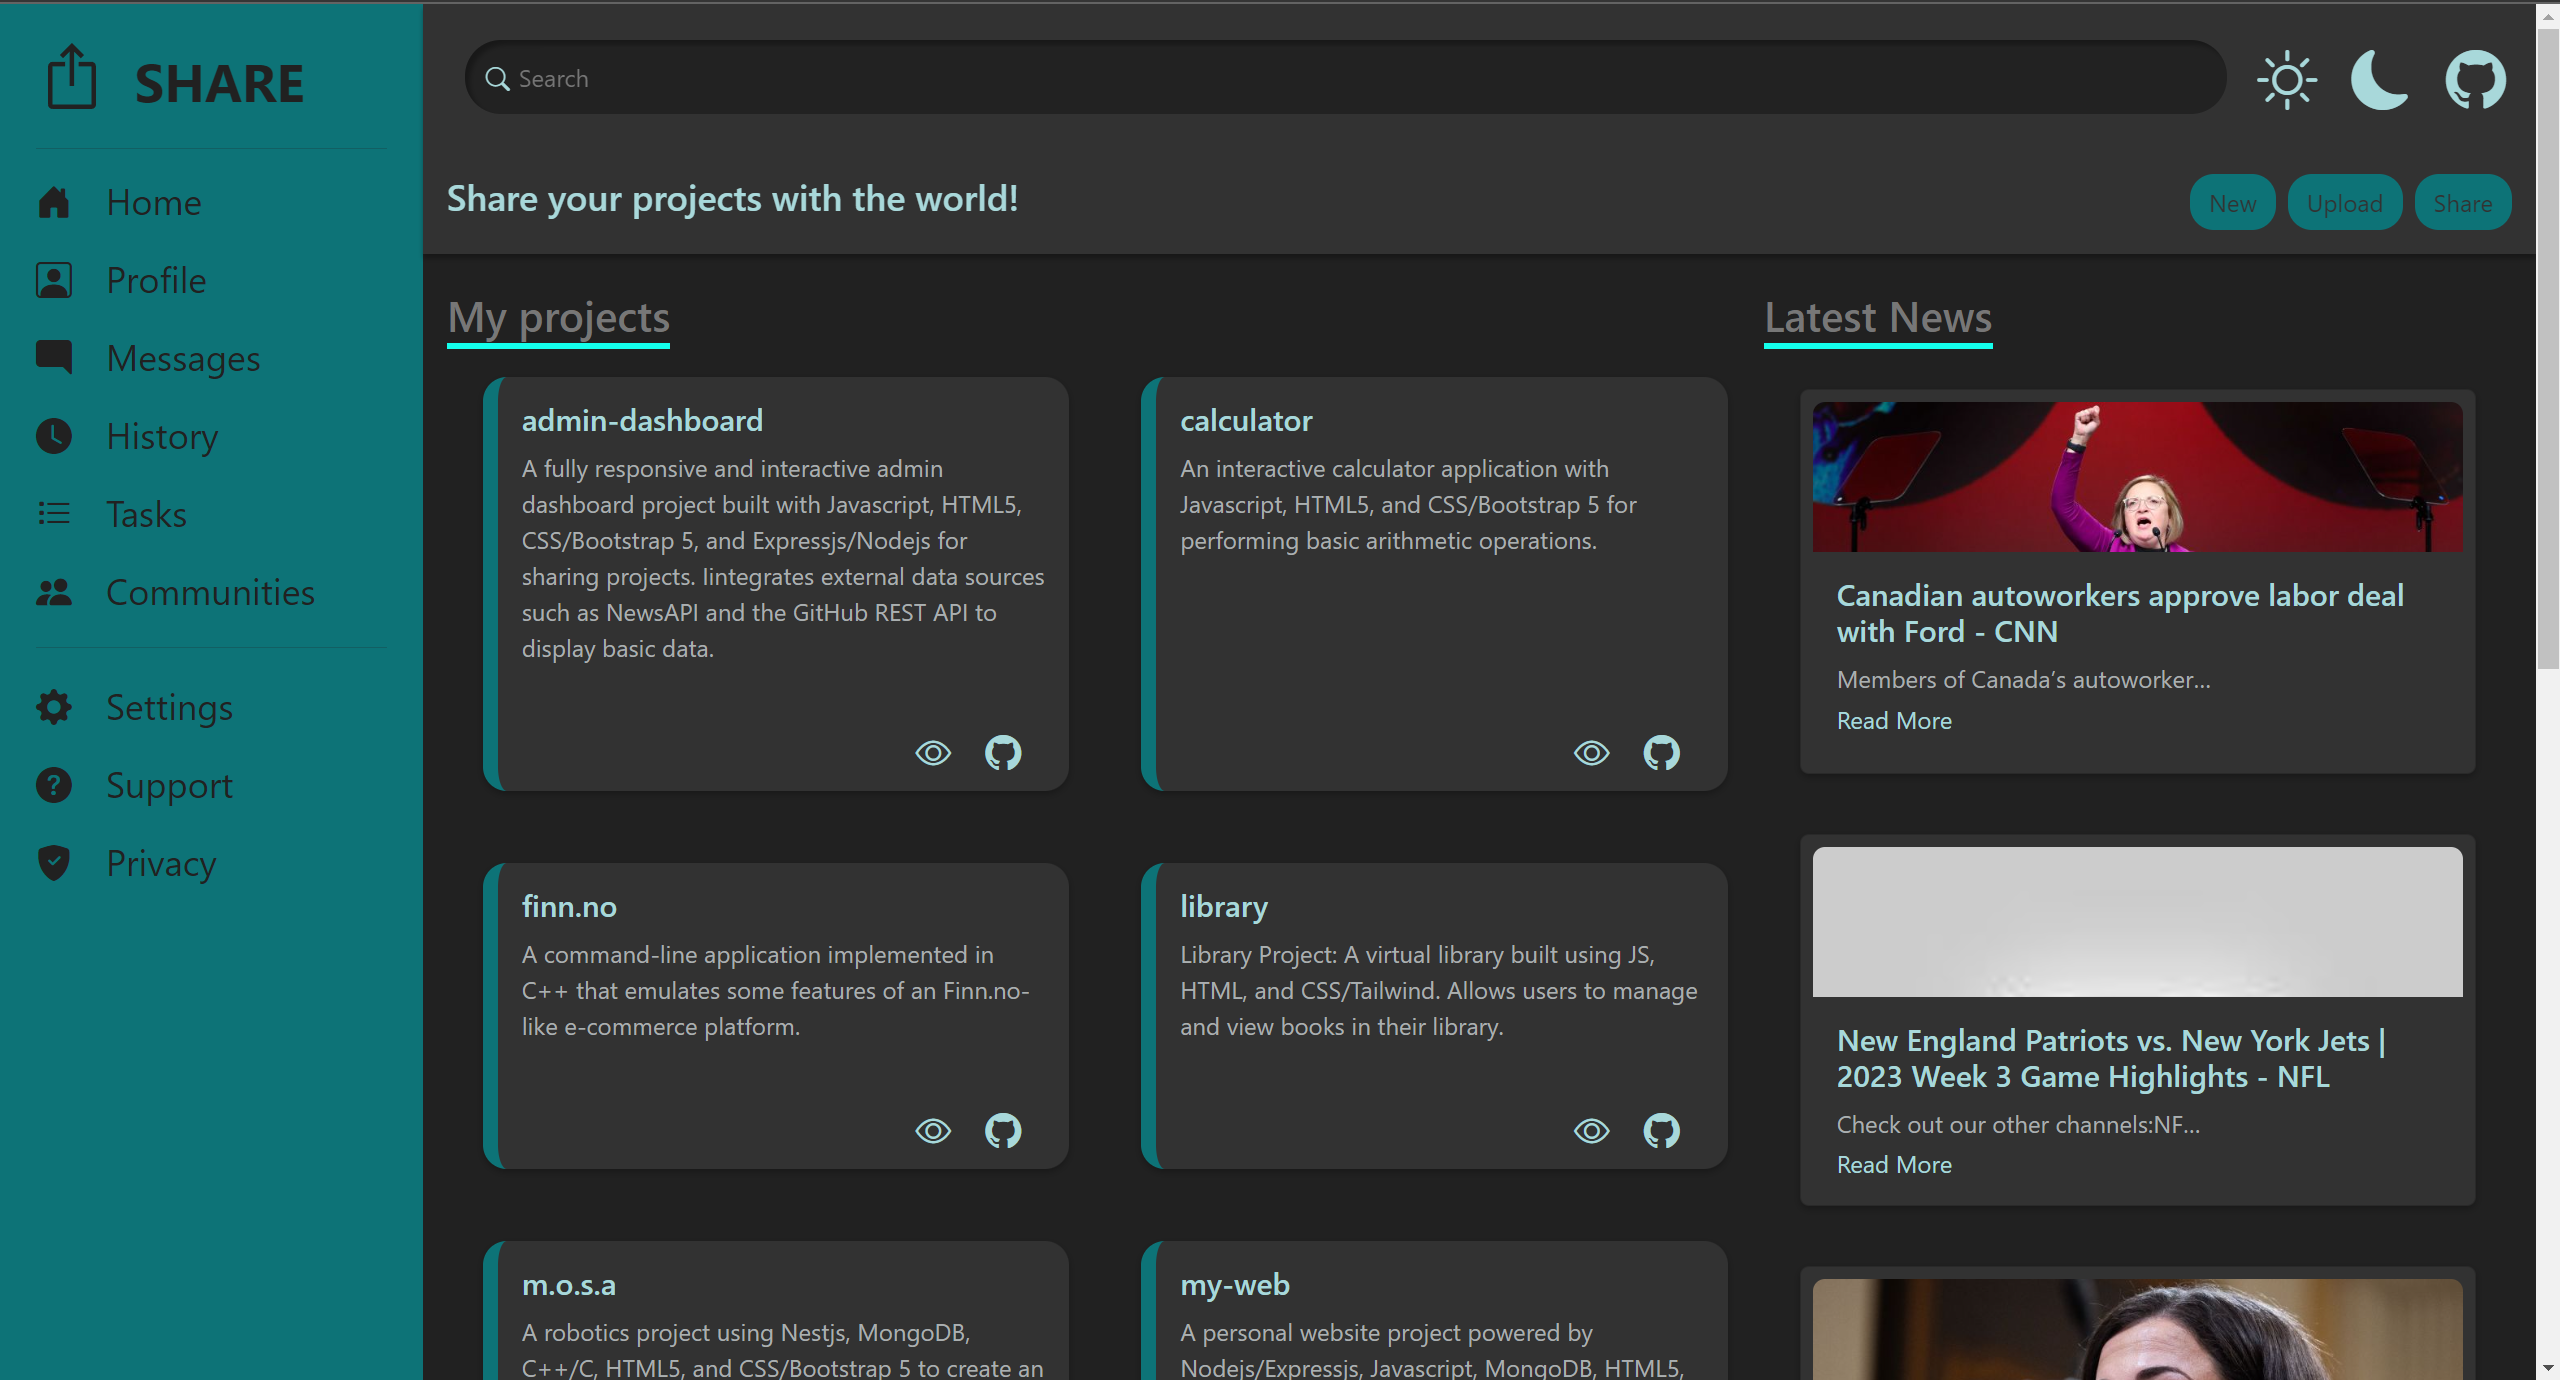 SHARE
Home
Profile
Messages
History
Tasks
Communities
Settings
Support
Privacy
Search
Share your projects with the world!
New
Upload
Share
My projects
admin-dashboard
A fully responsive and interactive admin
dashboard project built with Javascript, HTML5,
CSS/Bootstrap 5, and Expressjs/Nodejs for
sharing projects. Iintegrates external data sources
such as NewsAPI and the GitHub REST API to
display basic data.
calculator
An interactive calculator application with
Javascript, HTML5, and CSS/Bootstrap 5 for
performing basic arithmetic operations.
finn.no
A command-line application implemented in
C++ that emulates some features of an Finn.no-
like e-commerce platform.
library
Library Project: A virtual library built using JS,
HTML, and CSS/Tailwind. Allows users to manage
and view books in their library.
m.o.s.a
A robotics project using Nestjs, MongoDB,
C++/C, HTML5, and CSS/Bootstrap 5 to create an
my-web
A personal website project powered by
Nodejs/Expressjs, Javascript, MongoDB, HTML5,
Latest News
Canadian autoworkers approve labor deal
with Ford - CNN
Members of Canada’s autoworker...
Read More
New England Patriots vs. New York Jets |
2023 Week 3 Game Highlights - NFL
Check out our other channels:NF...
Read More